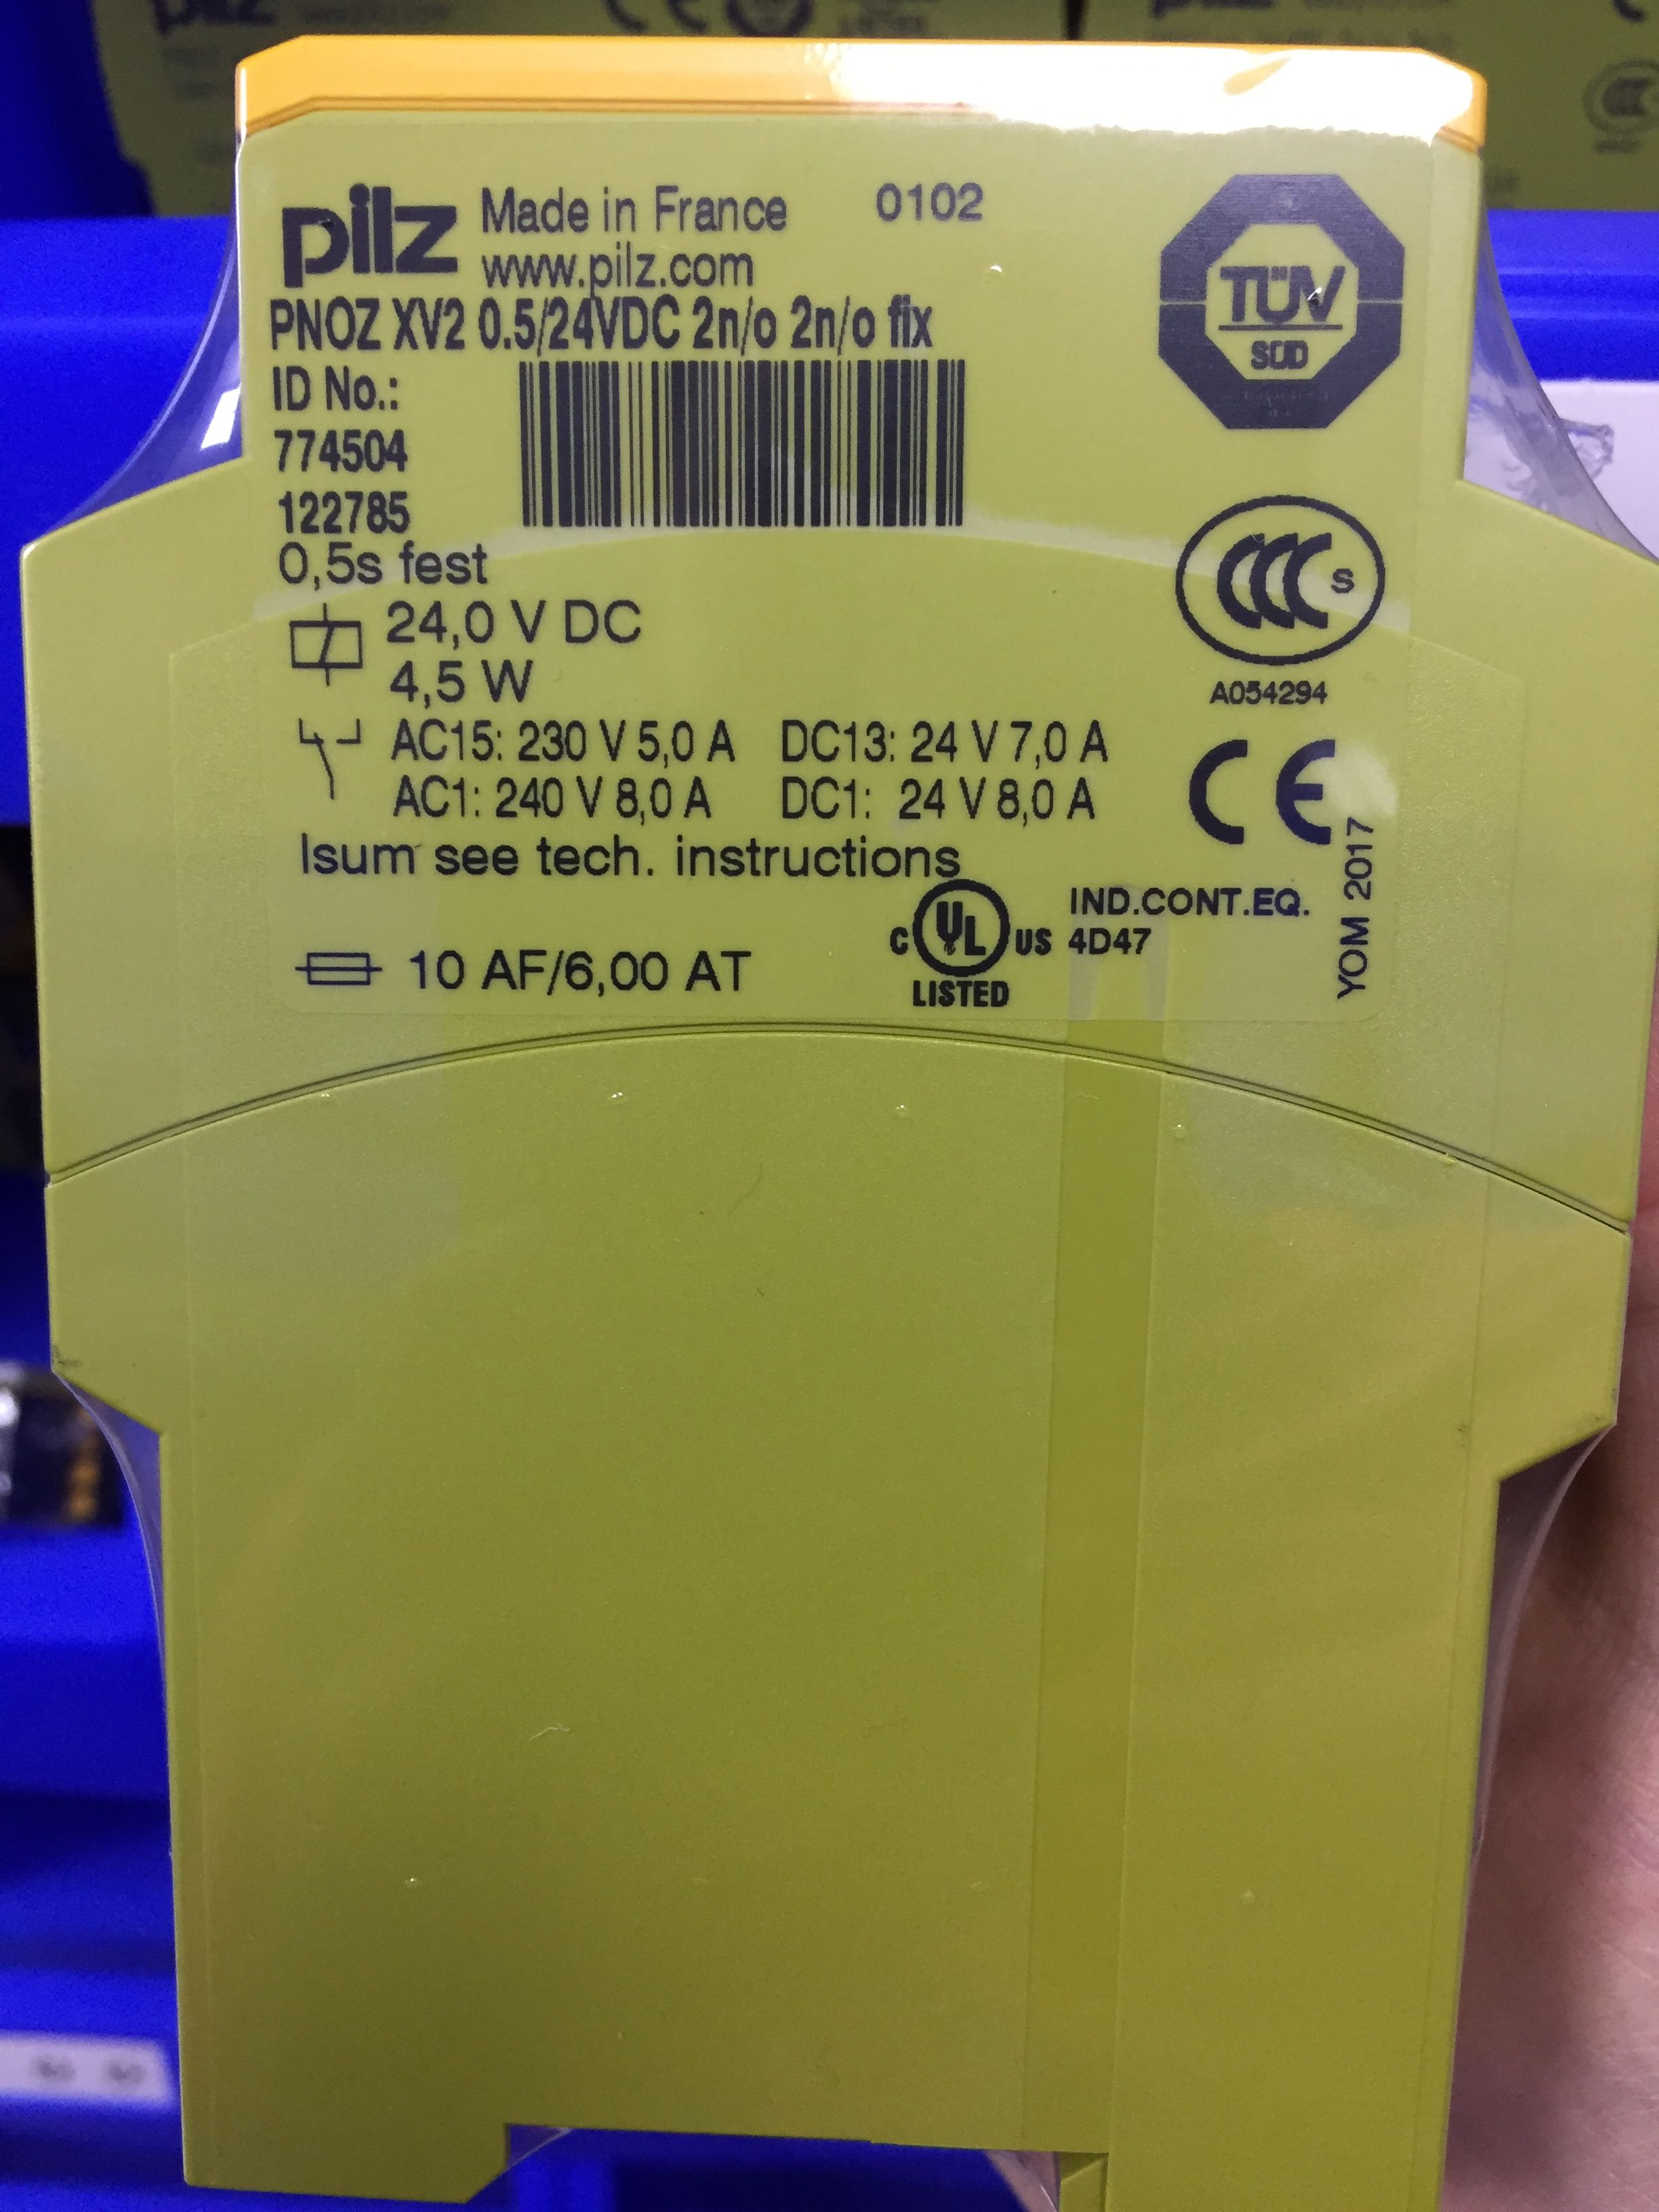 pilz Made in France 0102
www.pilz.com
PNOZ XV2 0.5/24VDC 2n/o 2n/o fix
ID No.:
774504
122785
0,5s fest
24,0 V DC
4,5 W
AC15: 230 V 5,0 A DC13: 24 V 7,0 A
AC1: 240 V 8,0 A DC1: 24 V 8,0 A
Isum see tech. instructions
10 AF/6,00 AT
TÜV
SÜD
CCC S
A054294
CE
YOM 2017
C UL US
LISTED
IND.CONT.EQ.
4D47